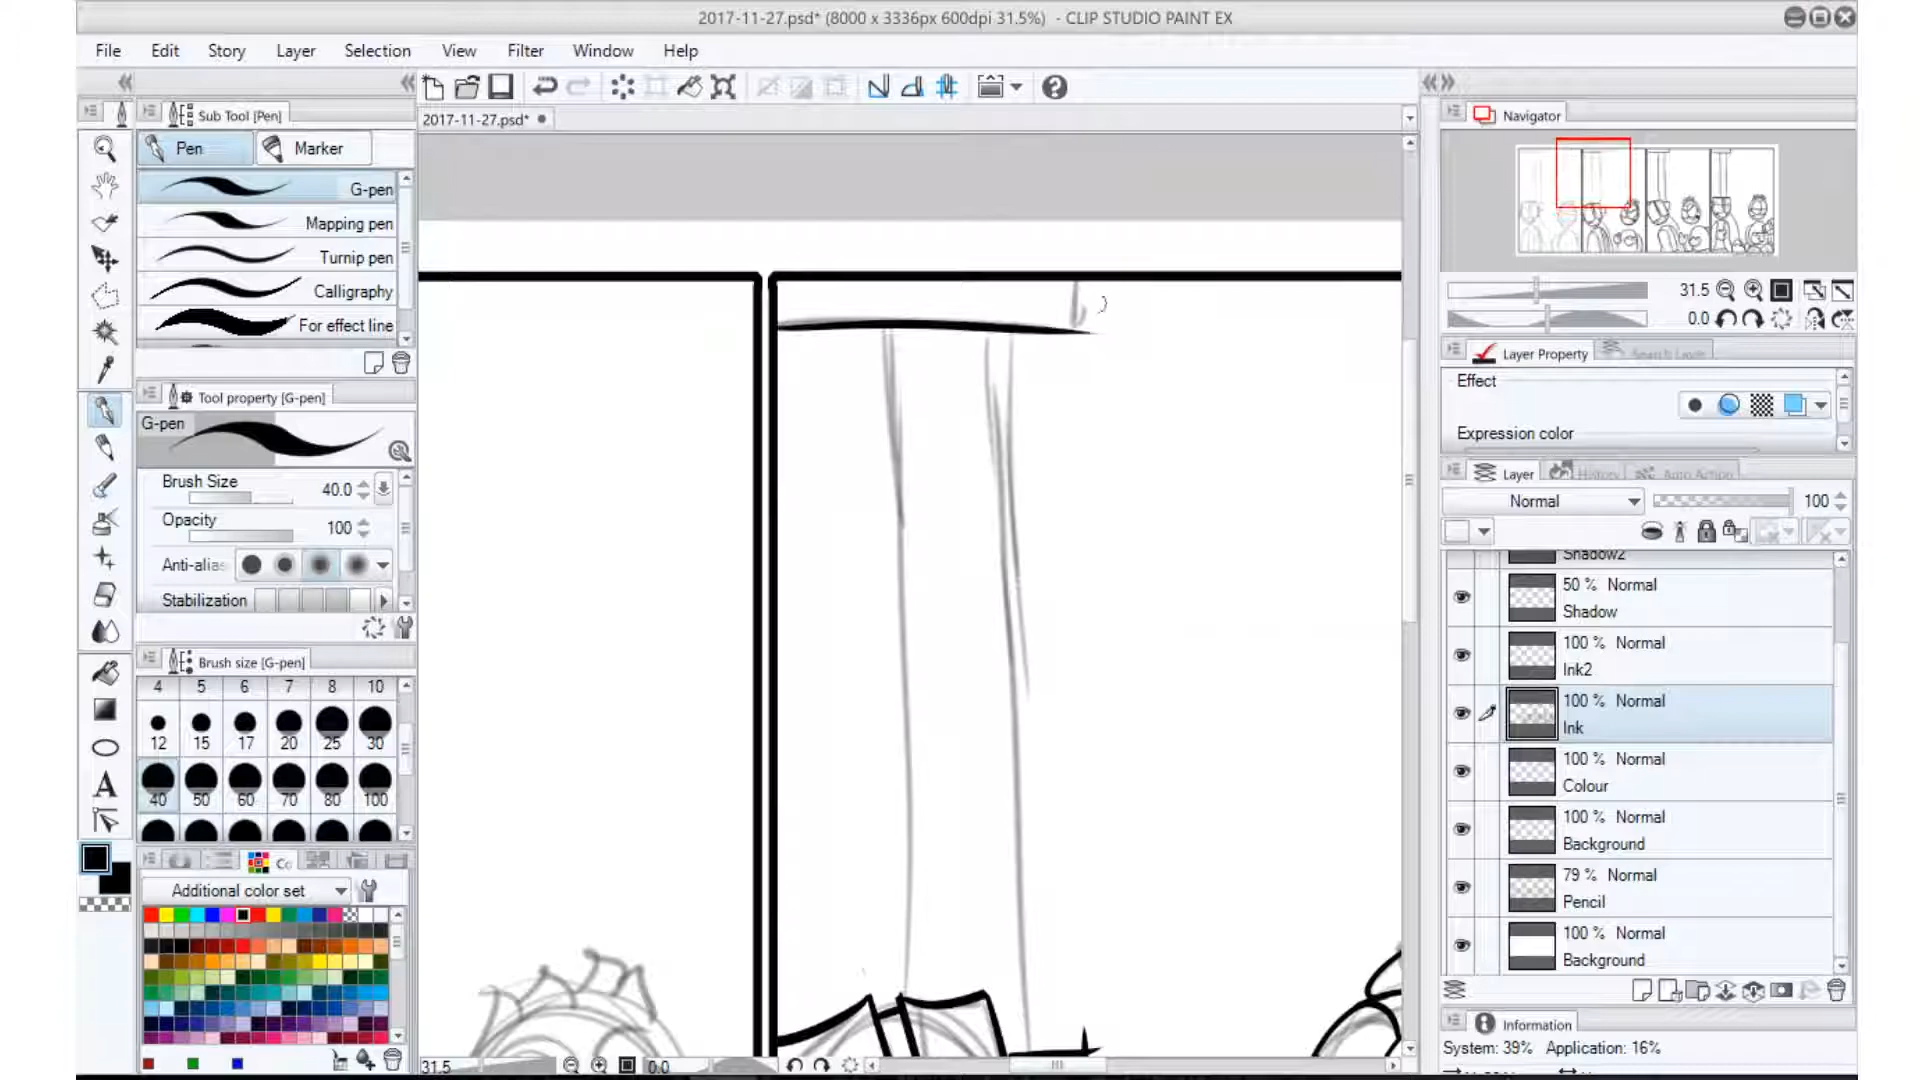 2017-11-27.psd* (8000 x 3336px 600dpi 31.5%) - CLIP STUDIO PAINT EX
File Edit Story Layer Selection View Filter Window Help
Sub Tool [Pen]
Pen Marker
G-pen
Mapping pen
Turnip pen
Calligraphy
For effect line
Tool property [G-pen]
G-pen
Brush Size 40.0
Opacity 100
Anti-alias
Stabilization
Brush size [G-pen]
4 5 6 7 8 10
12 15 17 20 25 30
40 50 60 70 80 100
Co
Additional color set
2017-11-27.psd*
31.5 0.0
Navigator
31.5
0.0
Layer Property Search Layer
Effect
Expression color
Layer History Auto Action
Normal 100
Shadow2
50 % Normal
Shadow
100 % Normal
Ink2
100 % Normal
Ink
100 % Normal
Colour
100 % Normal
Background
79 % Normal
Pencil
100 % Normal
Background
Information
System: 39% Application: 16%